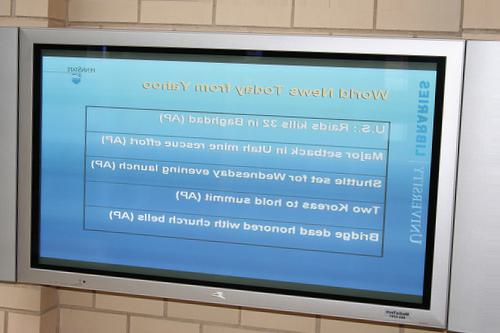 World News Today from Yahoo
PENNSTATE
U.S.: Raids kills 32 in Baghdad (AP)
Major setback in Utah mine rescue effort (AP)
Shuttle set for Wednesday evening launch (AP)
Two Koreas to hold summit (AP)
Bridge dead honored with church bells (AP)
UNIVERSITY LIBRARIES